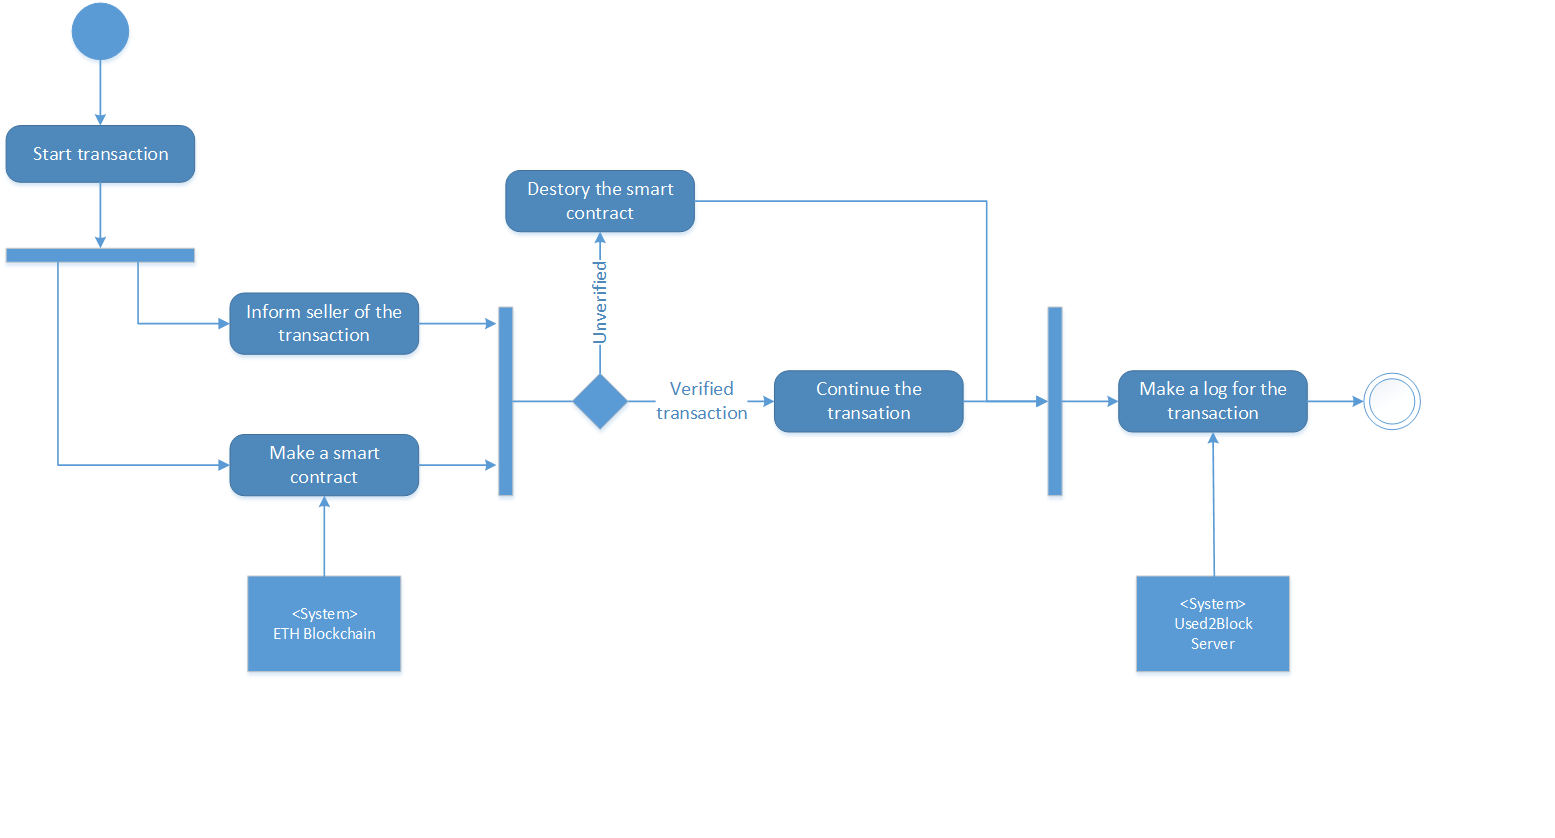 Start transaction
Inform seller of the
transaction
Make a smart
contract
<System>
ETH Blockchain
Destory the smart
contract
Unverified
Verified
transaction
Continue the
transation
Make a log for the
transaction
<System>
Used2Block
Server